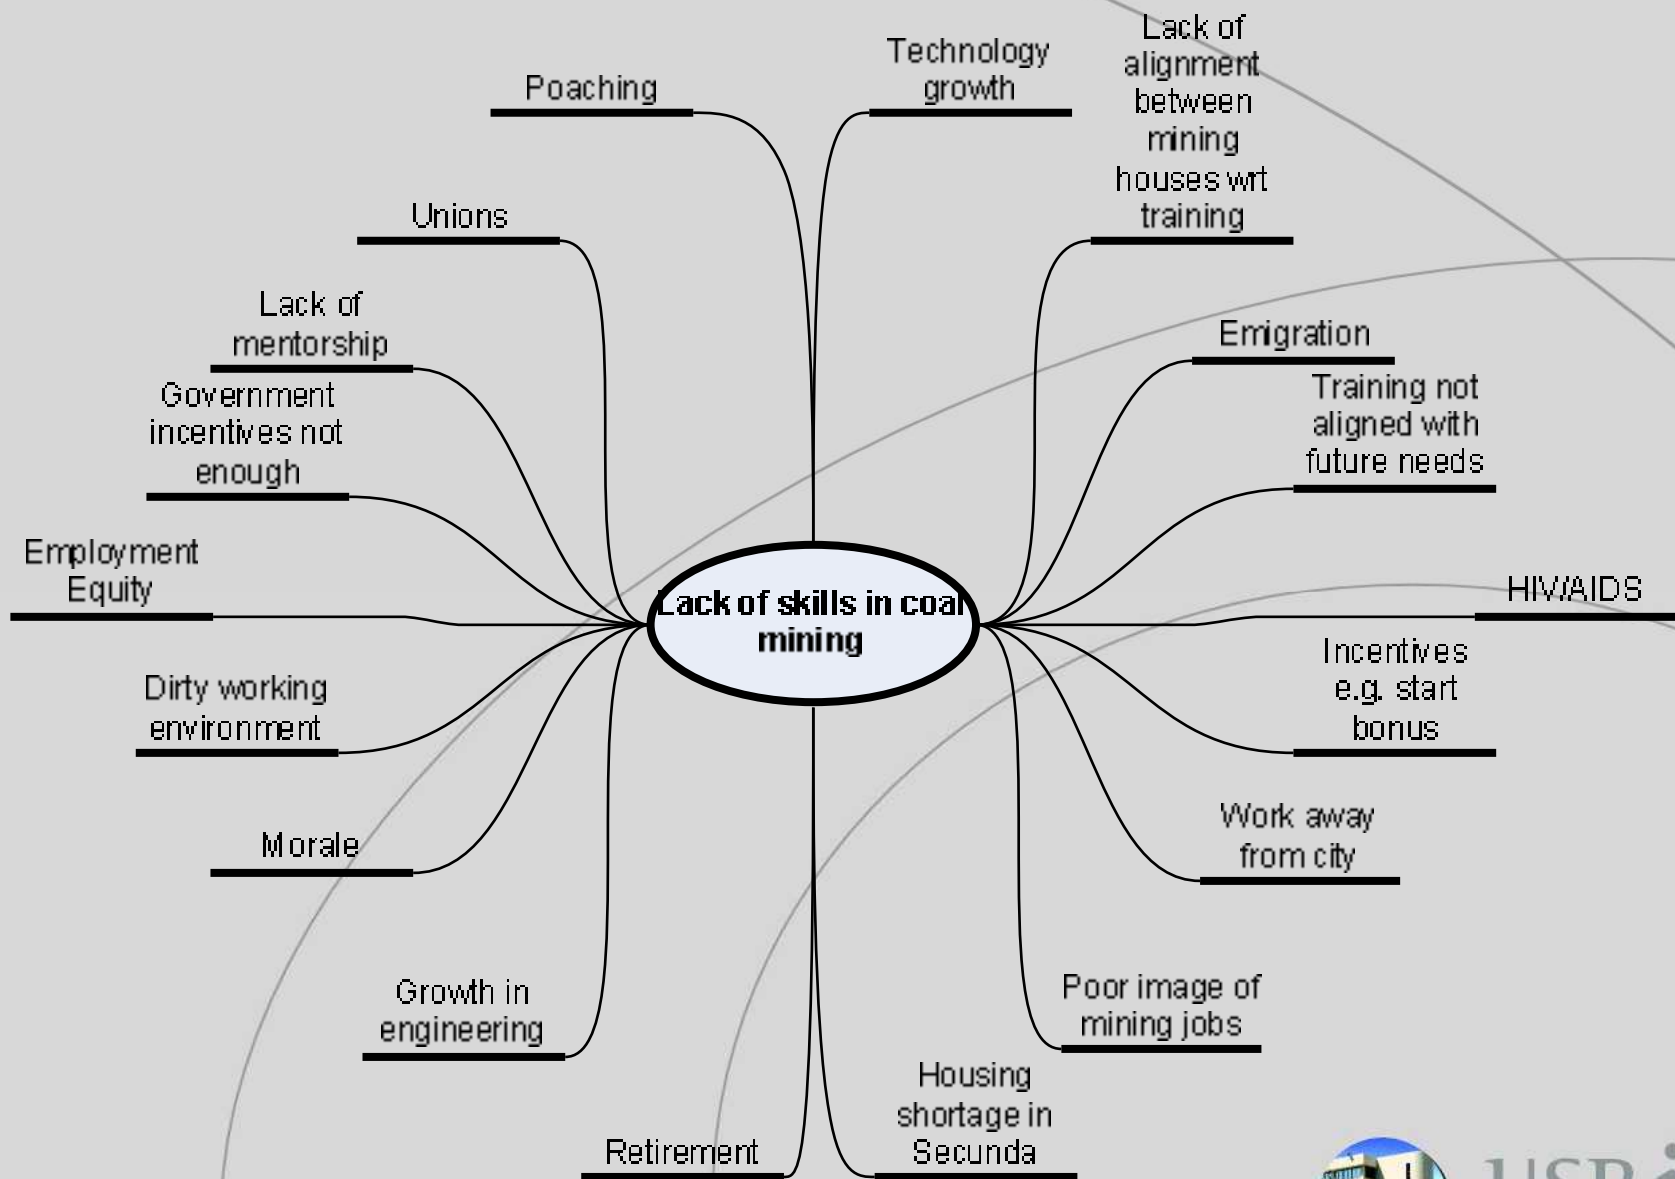 Poaching
Technology
growth
Lack of
alignment
between
mining
houses wrt
training
Unions
Lack of
mentorship
Emigration
Government
incentives not
enough
Training not
aligned with
future needs
Employment
Equity
Lack of skills in coal
mining
HIV/AIDS
Dirty working
environment
Incentives
e.g. start
bonus
Morale
Work away
from city
Growth in
engineering
Poor image of
mining jobs
Retirement
Housing
shortage in
Secunda